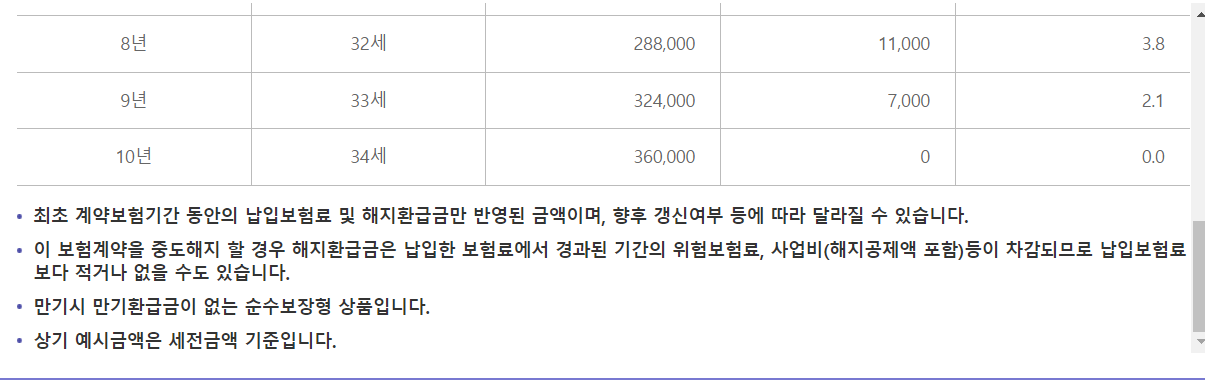 8년 32세 288,000 11,000 3.8
9년 33세 324,000 7,000 2.1
10년 34세 360,000 0 0.0
• 최초 계약보험기간 동안의 납입보험료 및 해지환급금만 반영된 금액이며, 향후 갱신여부 등에 따라 달라질 수 있습니다.
• 이 보험계약을 중도해지 할 경우 해지환급금은 납입한 보험료에서 경과된 기간의 위험보험료, 사업비(해지공제액 포함)등이 차감되므로 납입보험료
보다 적거나 없을 수도 있습니다.
• 만기시 만기환급금이 없는 순수보장형 상품입니다.
• 상기 예시금액은 세전금액 기준입니다.